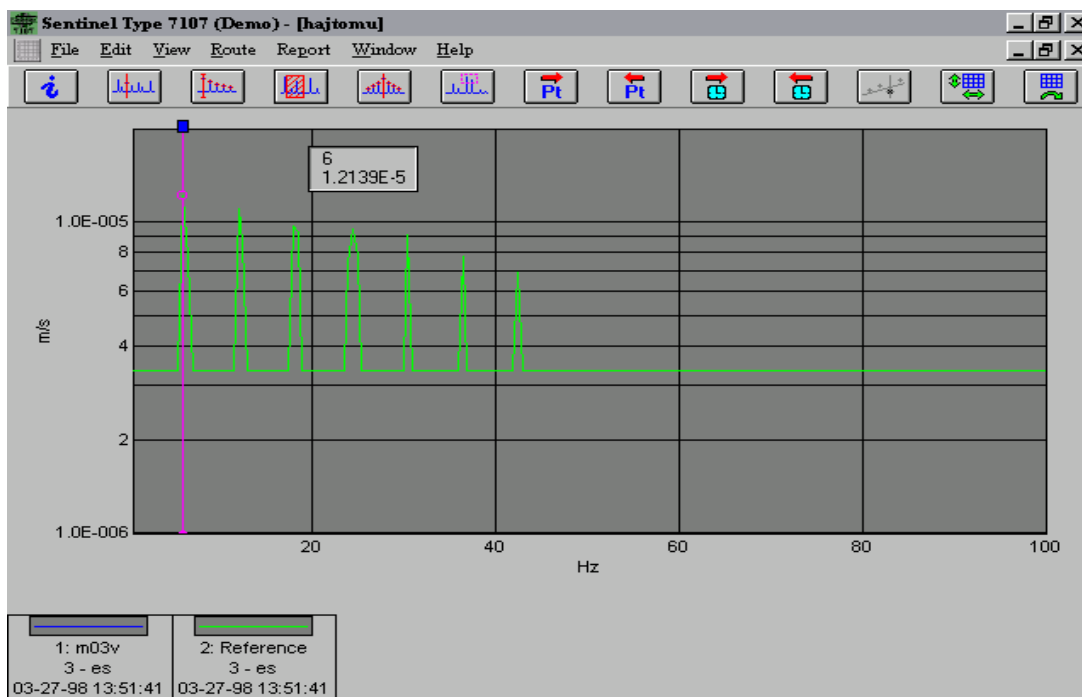 Sentinel Type 7107 (Demo) - [hajtomu]
File Edit View Route Report Window Help
i Pt Pt
6
1.2139E-5
1.0E-005
8
6
4
2
1.0E-006
m/s
20 40 60 80 100
Hz
1: m03v
3 - es
03-27-98 13:51:41
2: Reference
3 - es
03-27-98 13:51:41